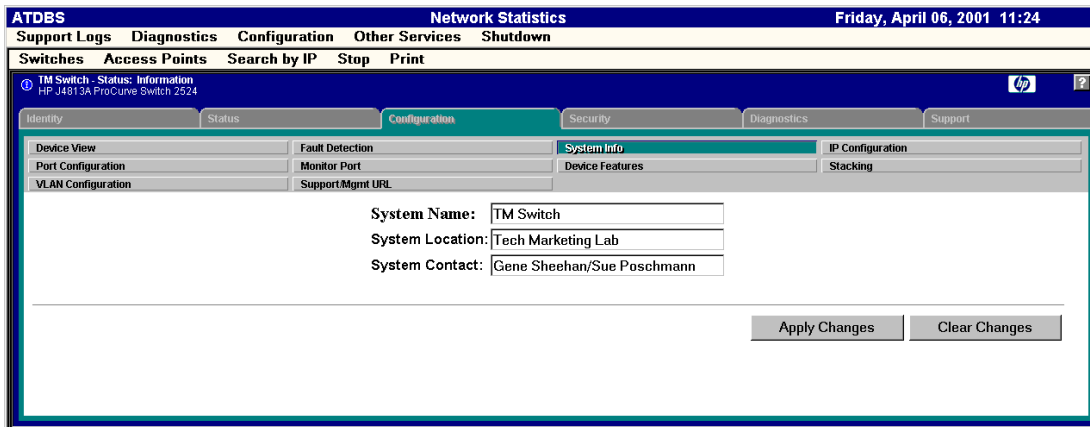 ATDBS Network Statistics Friday, April 06, 2001 11:24
Support Logs Diagnostics Configuration Other Services Shutdown
Switches Access Points Search by IP Stop Print
TM Switch - Status: Information
HP J4813A ProCurve Switch 2524
hp ?
Identity Status Configuration Security Diagnostics Support
Device View Fault Detection System Info IP Configuration
Port Configuration Monitor Port Device Features Stacking
VLAN Configuration Support/Mgmt URL
System Name: TM Switch
System Location: Tech Marketing Lab
System Contact: Gene Sheehan/Sue Poschmann
Apply Changes Clear Changes